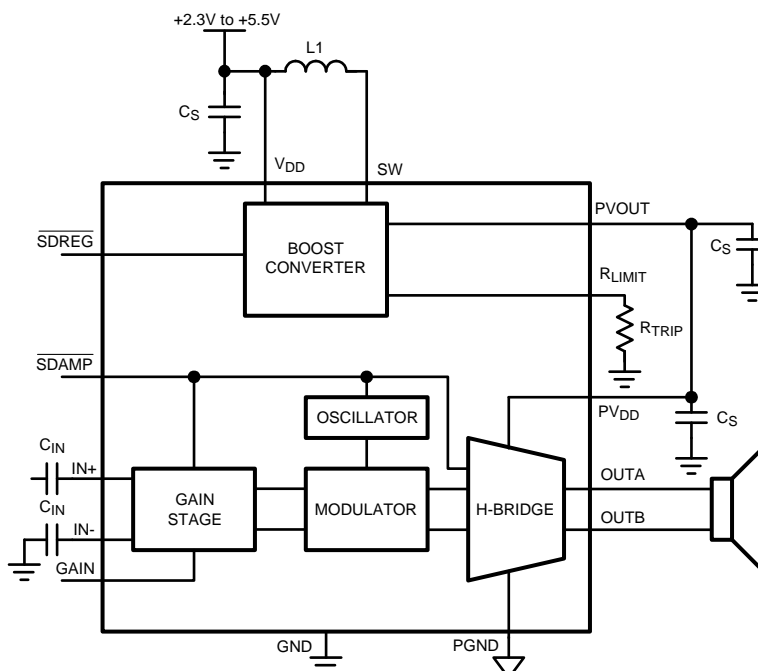 +2.3V to +5.5V
L1
CS
VDD
SW
PVOUT
SDREG
BOOST
CONVERTER
CS
RLIMIT
RTRIP
SDAMP
OSCILLATOR
PVDD
CS
CIN
IN+
GAIN
STAGE
MODULATOR
H-BRIDGE
OUTA
CIN
IN-
OUTB
GAIN
GND
PGND